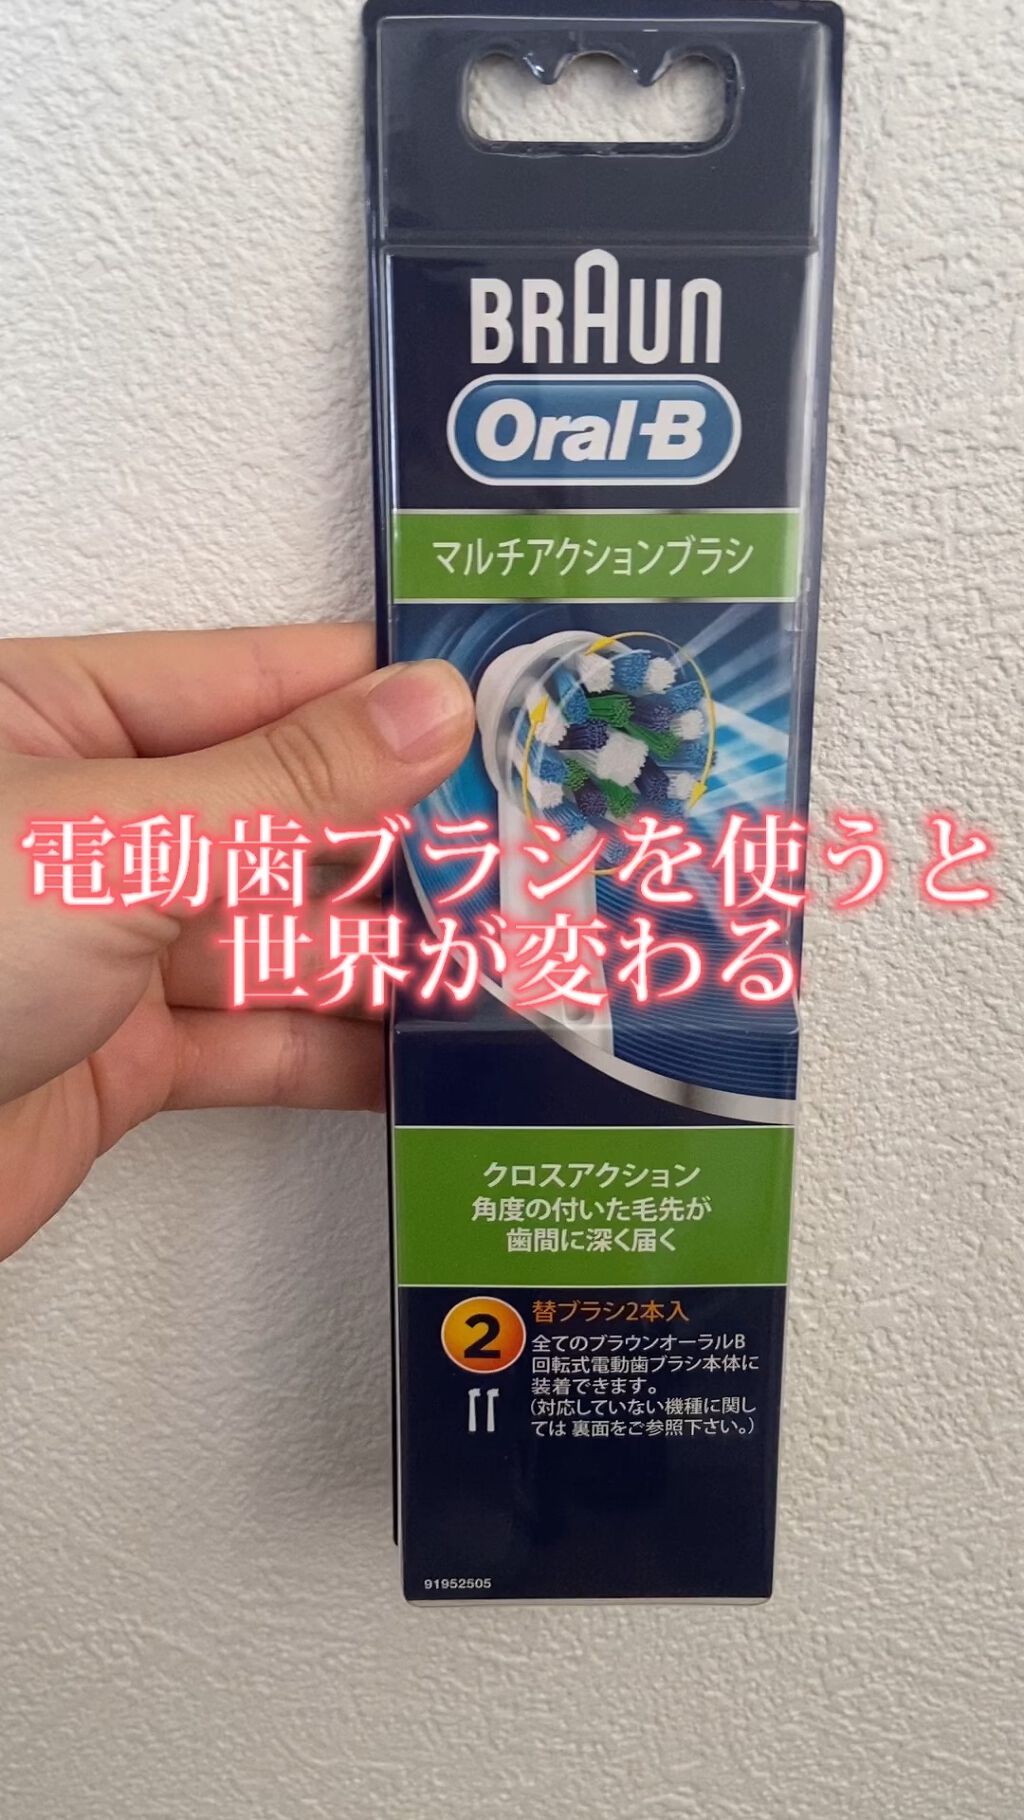 BRAUN
Oral-B
マルチアクションブラシ
電動歯ブラシを使うと
世界が変わる
クロスアクション
角度の付いた毛先が
歯間に深く届く
2
替ブラシ2本入
全てのブラウンオーラルB
回転式電動歯ブラシ本体に
装着できます。
(対応していない機種に関し
ては 裏面をご参照下さい。)
91952505